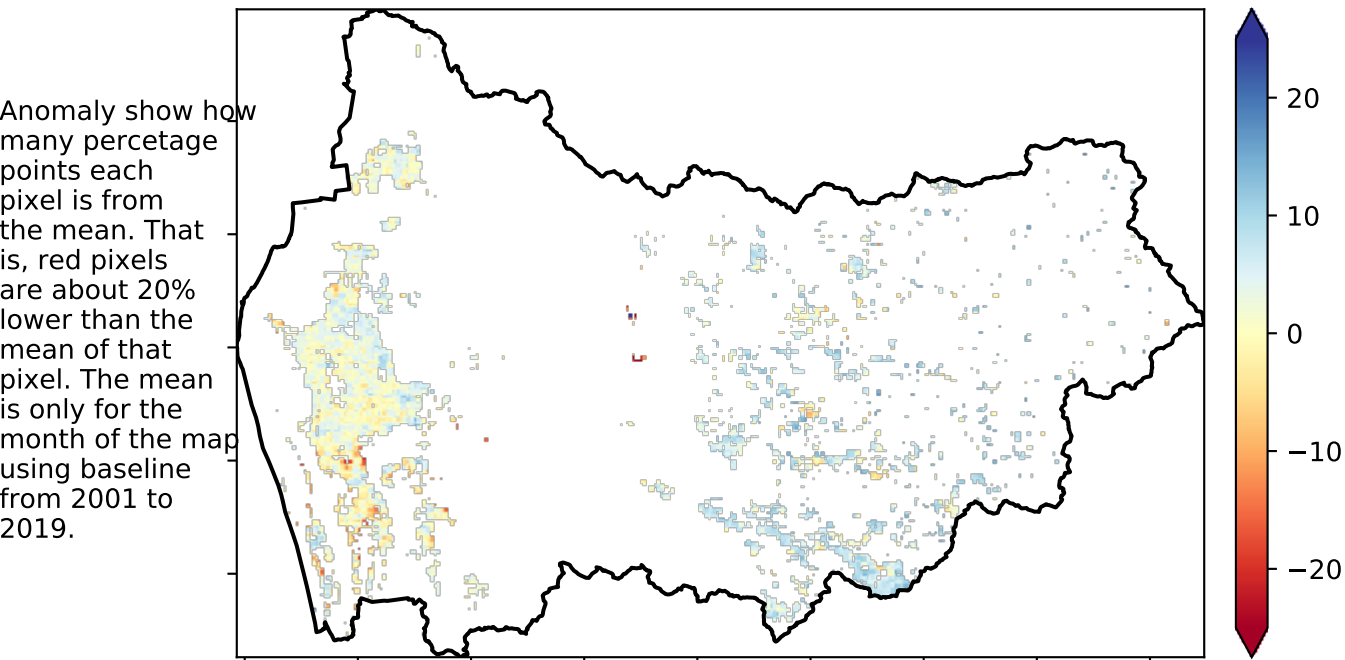 Anomaly show how
many percetage
points each
pixel is from
the mean. That
is, red pixels
are about 20%
lower than the
mean of that
pixel. The mean
is only for the
month of the map
using baseline
from 2001 to
2019.
20
10
0
−10
−20